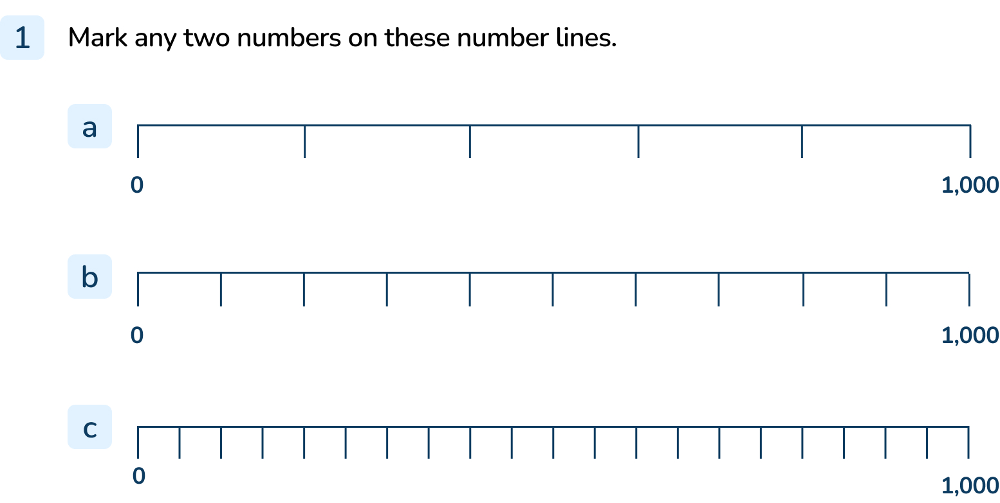 1 Mark any two numbers on these number lines.
a
0 1,000
b
0 1,000
c
0 1,000